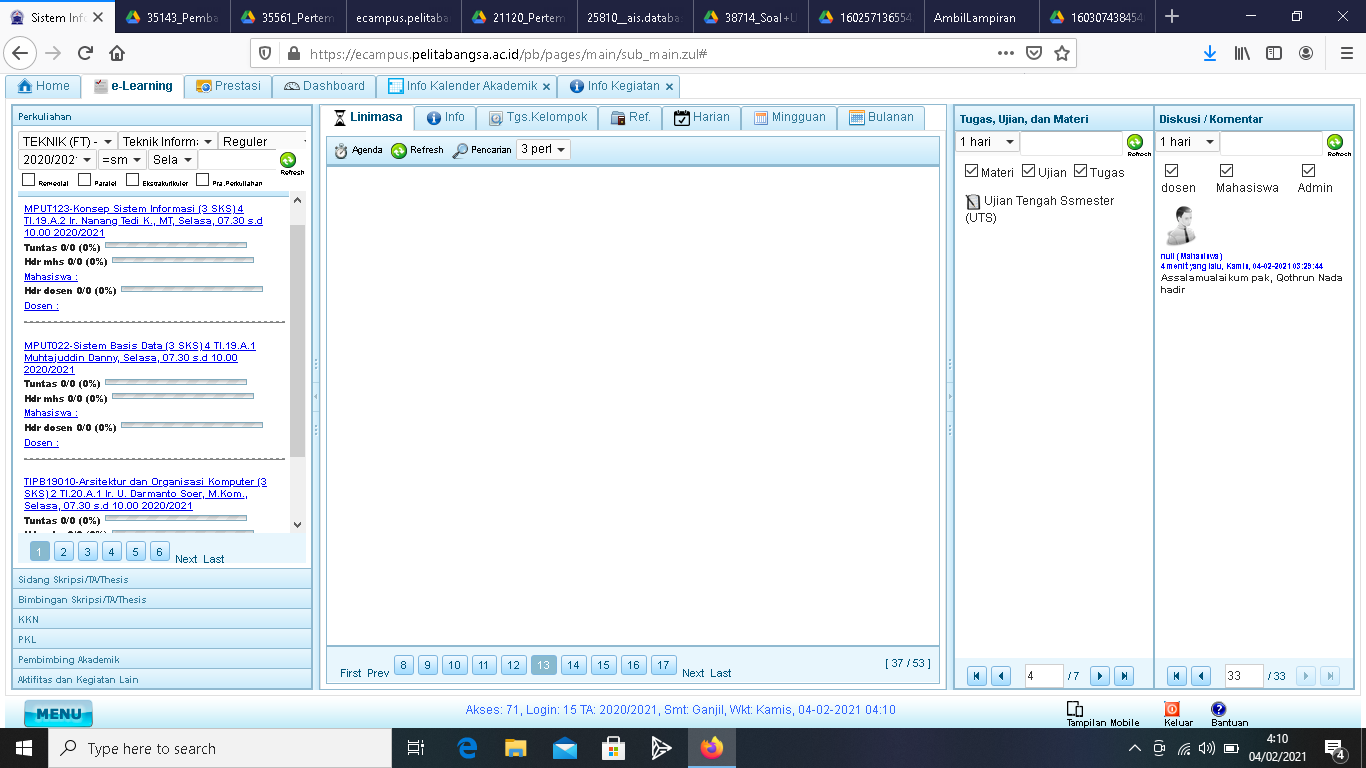 Sistem Inf
35143_Pemba
35561_Pertem
ecampus.pelitaba
21120_Pertem
25810__ais.databa
38714_Soal+L
160257136554
AmbilLampiran
160307438454
https://ecampus.pelitabangsa.ac.id/pb/pages/main/sub_main.zul#
Home
e-Learning
Prestasi
Dashboard
Info Kalender Akademik
Info Kegiatan
Perkuliahan
TEKNIK (FT) -
Teknik Inform
Reguler
2020/202
=sm
Sela
Refresh
Remedial
Paralel
Ekstrakurikuler
Pra.Perkuliahan
MPUT123-Konsep Sistem Informasi (3 SKS) 4
TI.19.A.2 Ir. Nanang Tedi K., MT, Selasa, 07.30 s.d
10.00 2020/2021
Tuntas 0/0 (0%)
Hdr mhs 0/0 (0%)
Mahasiswa :
Hdr dosen 0/0 (0%)
Dosen :
MPUT022-Sistem Basis Data (3 SKS) 4 TI.19.A.1
Muhtajuddin Danny, Selasa, 07.30 s.d 10.00
2020/2021
Tuntas 0/0 (0%)
Hdr mhs 0/0 (0%)
Mahasiswa :
Hdr dosen 0/0 (0%)
Dosen :
TIPB19010-Arsitektur dan Organisasi Komputer (3
SKS) 2 TI.20.A.1 Ir. U. Darmanto Soer, M.Kom.,
Selasa, 07.30 s.d 10.00 2020/2021
Tuntas 0/0 (0%)
1 2 3 4 5 6 Next Last
Sidang Skripsi/TA/Thesis
Bimbingan Skripsi/TA/Thesis
KKN
PKL
Pembimbing Akademik
Aktifitas dan Kegiatan Lain
Linimasa
Info
Tgs.Kelompok
Ref.
Harian
Mingguan
Bulanan
Agenda
Refresh
Pencarian
3 perl
First Prev 8 9 10 11 12 13 14 15 16 17 Next Last
[ 37 / 53 ]
Tugas, Ujian, dan Materi
1 hari
Refresh
Materi
Ujian
Tugas
Ujian Tengah Ssmester
(UTS)
4 / 7
Diskusi / Komentar
1 hari
Refresh
dosen
Mahasiswa
Admin
null (Mahasiswa)
4 menit yang lalu, Kamis, 04-02-2021 03:29:44
Assalamualaikum pak, Qothrun Nada
hadir
33 / 33
MENU
Akses: 71, Login: 15 TA: 2020/2021, Smt: Ganjil, Wkt: Kamis, 04-02-2021 04:10
Tampilan Mobile
Keluar
Bantuan
Type here to search
4:10
04/02/2021
4